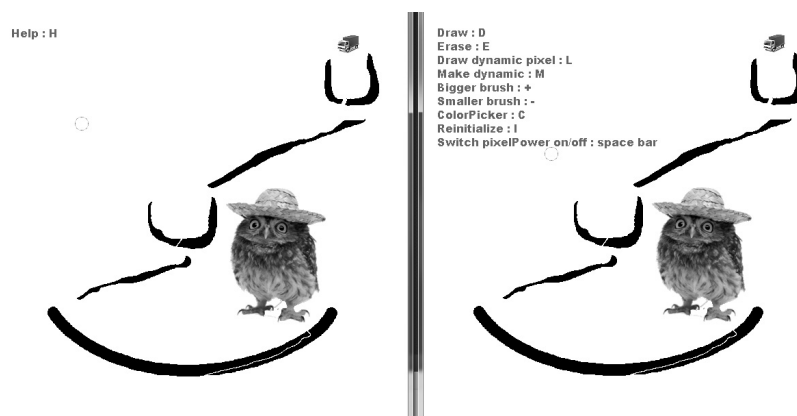 Help : H
Draw : D
Erase : E
Draw dynamic pixel : L
Make dynamic : M
Bigger brush : +
Smaller brush : -
ColorPicker : C
Reinitialize : I
Switch pixelPower on/off : space bar